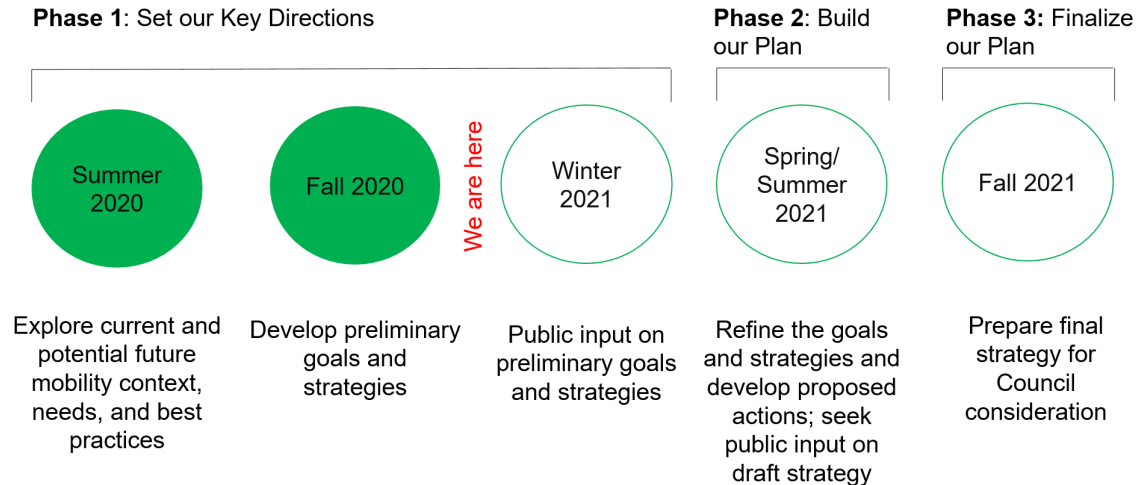 Phase 1: Set our Key Directions
Phase 2: Build
our Plan
Phase 3: Finalize
our Plan
Summer
2020
Fall 2020
We are here
Winter
2021
Spring/
Summer
2021
Fall 2021
Explore current and
potential future
mobility context,
needs, and best
practices
Develop preliminary
goals and
strategies
Public input on
preliminary goals
and strategies
Refine the goals
and strategies and
develop proposed
actions; seek
public input on
draft strategy
Prepare final
strategy for
Council
consideration